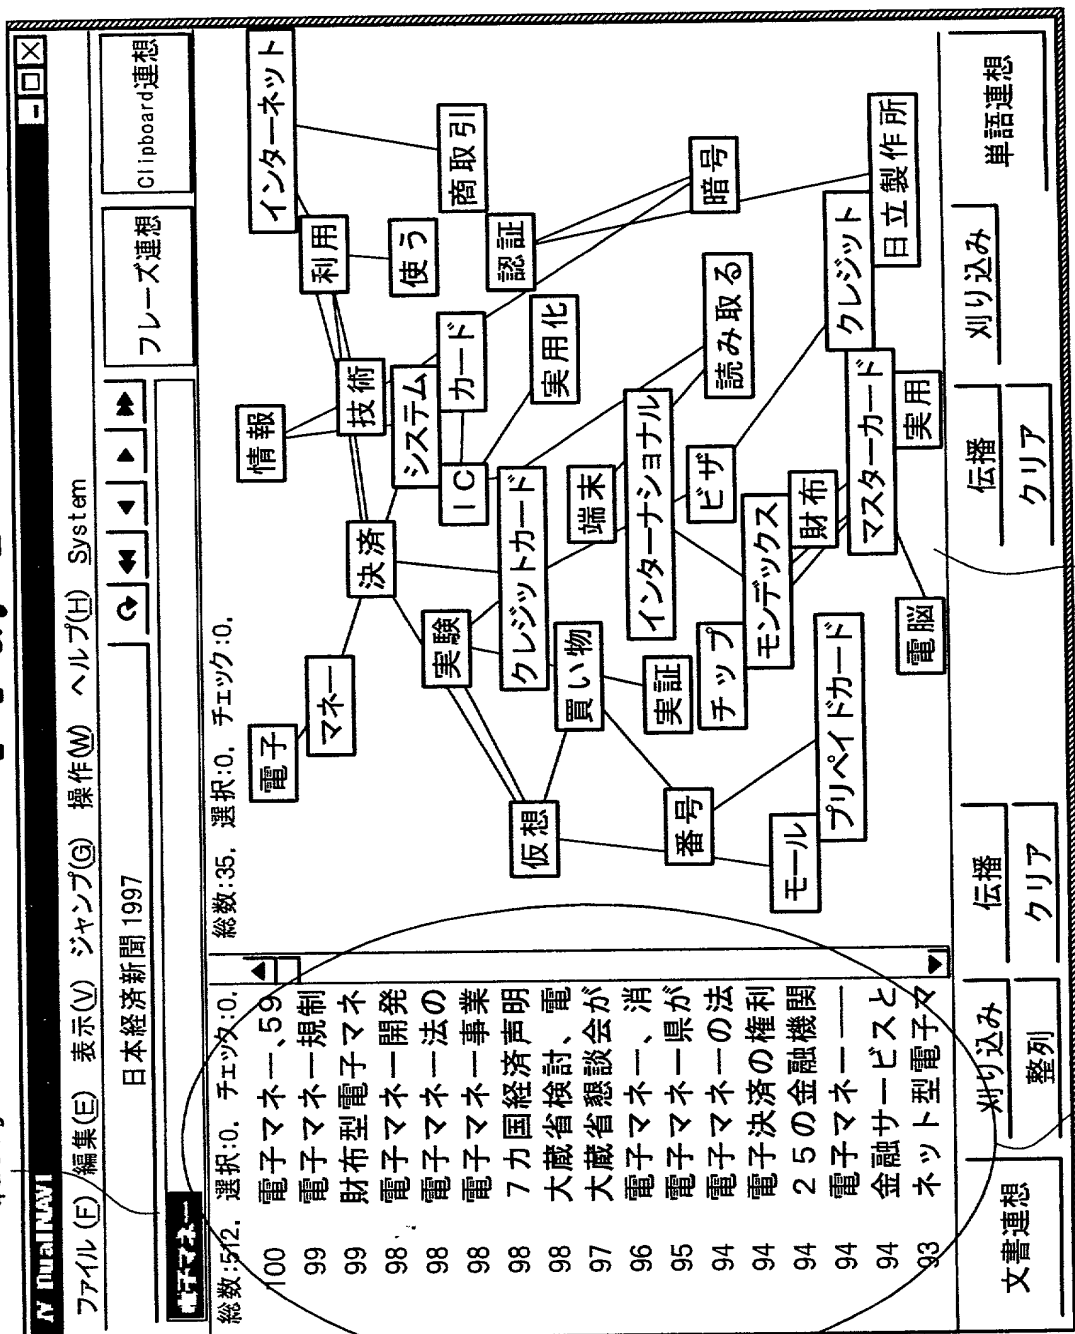 DualNAVI
ファイル(F) 編集(E) 表示(V) ジャンプ(G) 操作(W) ヘルプ(H) System
日本経済新聞 1997
フレーズ連想
Clipboard連想
電子マネー
総数:512. 選択:0. チェック:0.
100 電子マネー、59
99 電子マネー規制
99 財布型電子マネ
98 電子マネー開発
98 電子マネー法の
98 電子マネー事業
98 7カ国経済声明
98 大蔵省検討、電
97 大蔵省懇談会が
96 電子マネー、消
95 電子マネー県が
94 電子マネーの法
94 電子決済の権利
94 25の金融機関
94 電子マネー――
94 金融サービスと
93 ネット型電子マ
総数:35. 選択:0. チェック:0.
電子
マネー
情報
インターネット
決済
技術
利用
実験
システム
使う
IC
カード
商取引
仮想
クレジットカード
実用化
認証
買い物
端末
実証
インターナショナル
番号
チップ
ビザ
読み取る
暗号
モンデックス
モール
財布
プリペイドカード
マスターカード
クレジット
電脳
実用
日立製作所
文書連想
刈り込み
伝播
整列
クリア
伝播
刈り込み
単語連想
クリア